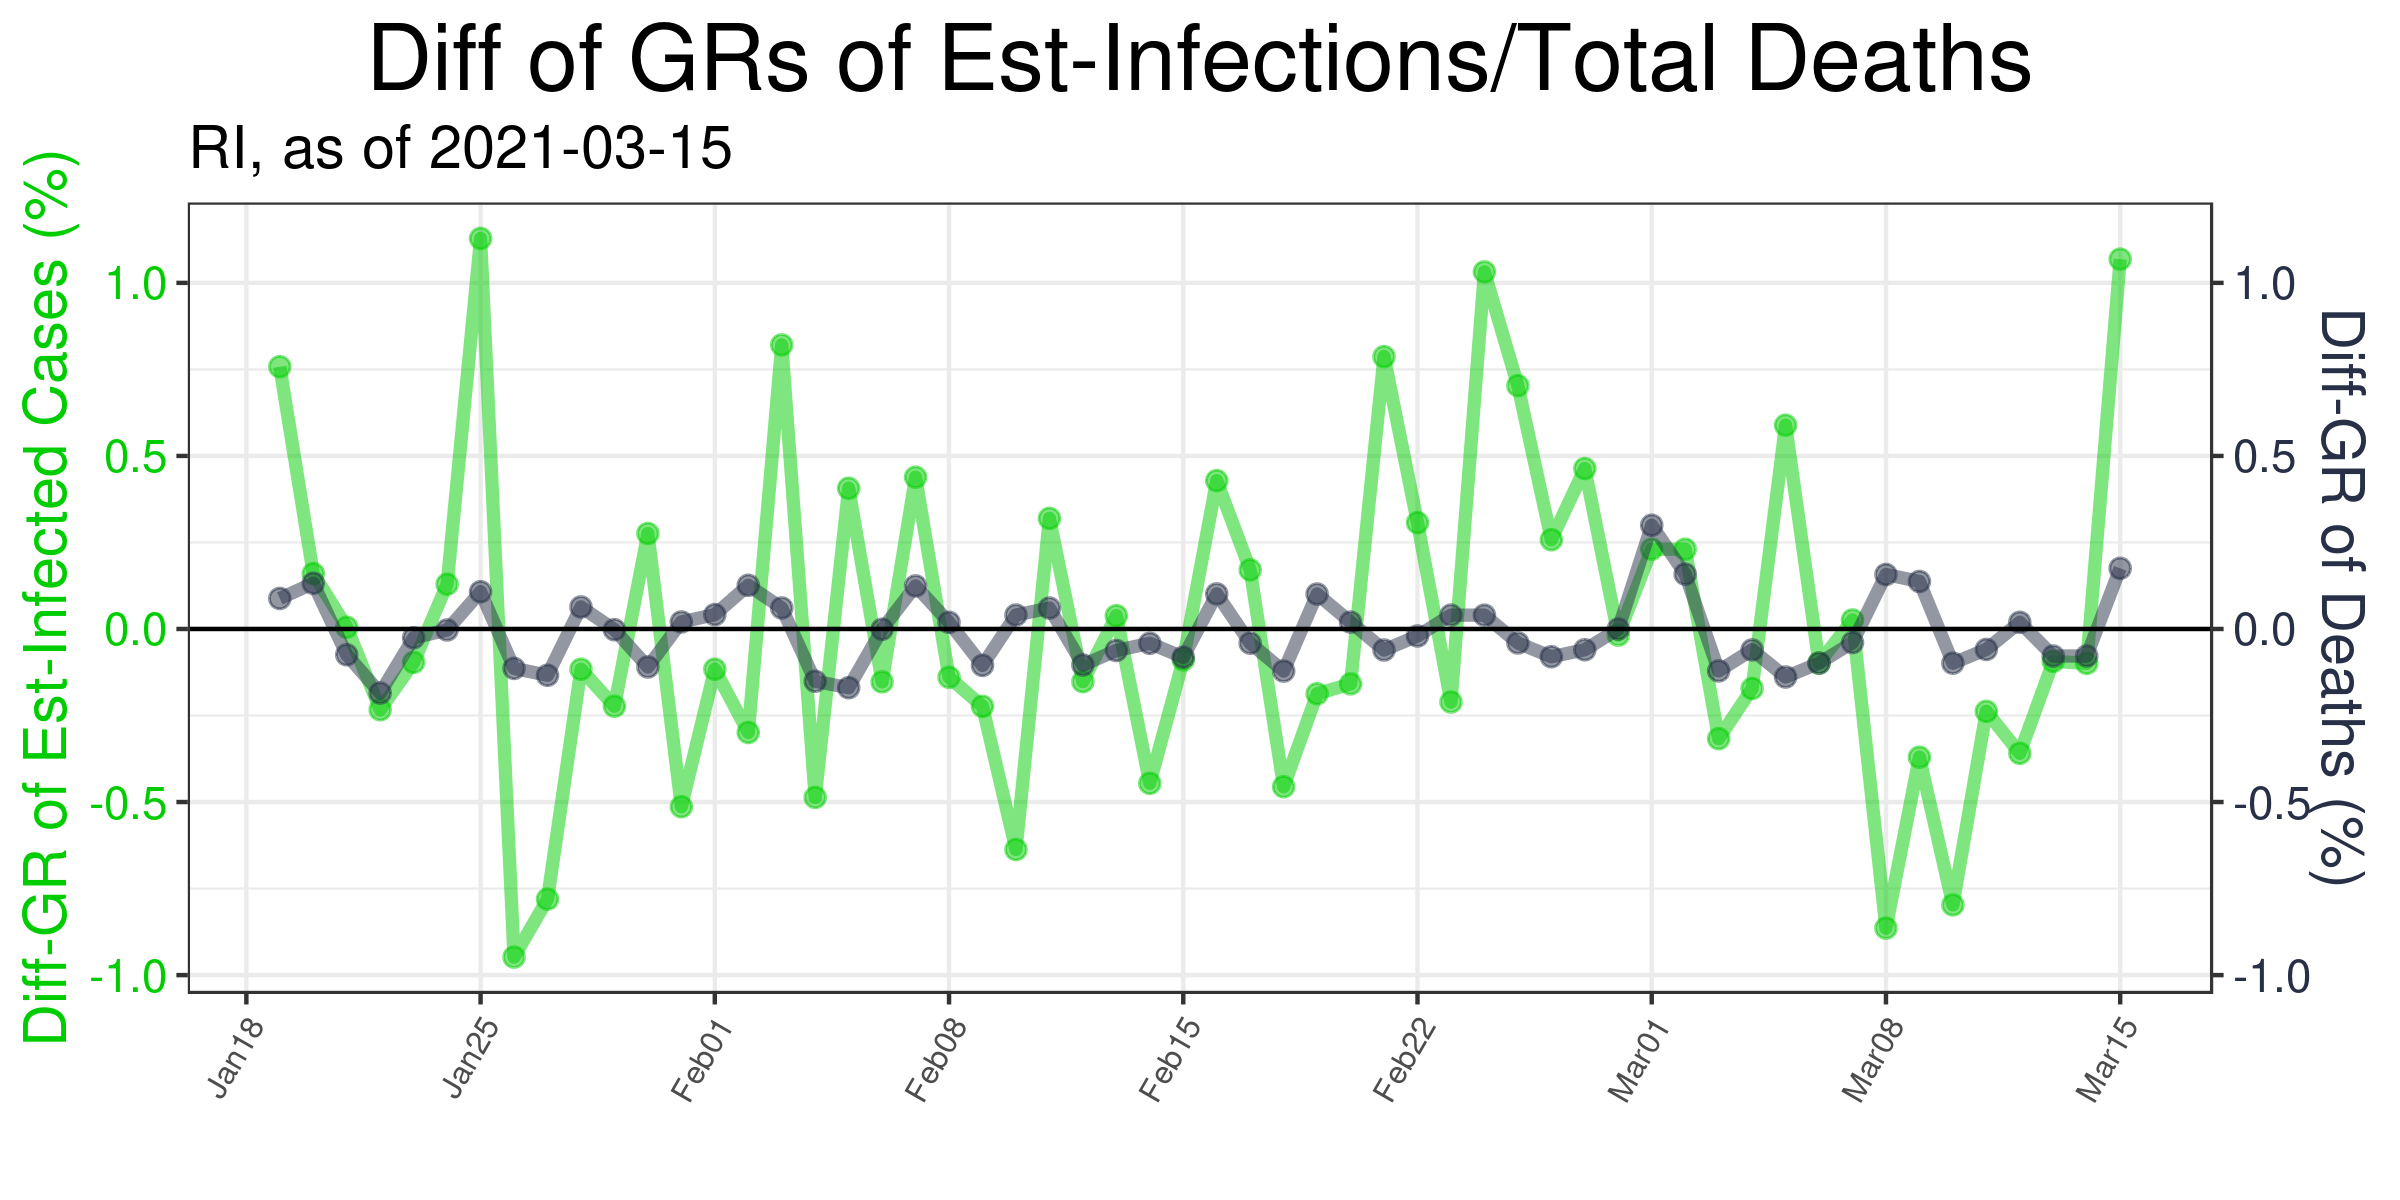 Diff of GRs of Est-Infections/Total Deaths
RI, as of 2021-03-15
Diff-GR of Est-Infected Cases (%)
1.0
0.5
0.0
-0.5
-1.0
1.0
0.5
0.0
-0.5
-1.0
Diff-GR of Deaths (%)
Jan18
Jan25
Feb01
Feb08
Feb15
Feb22
Mar01
Mar08
Mar15